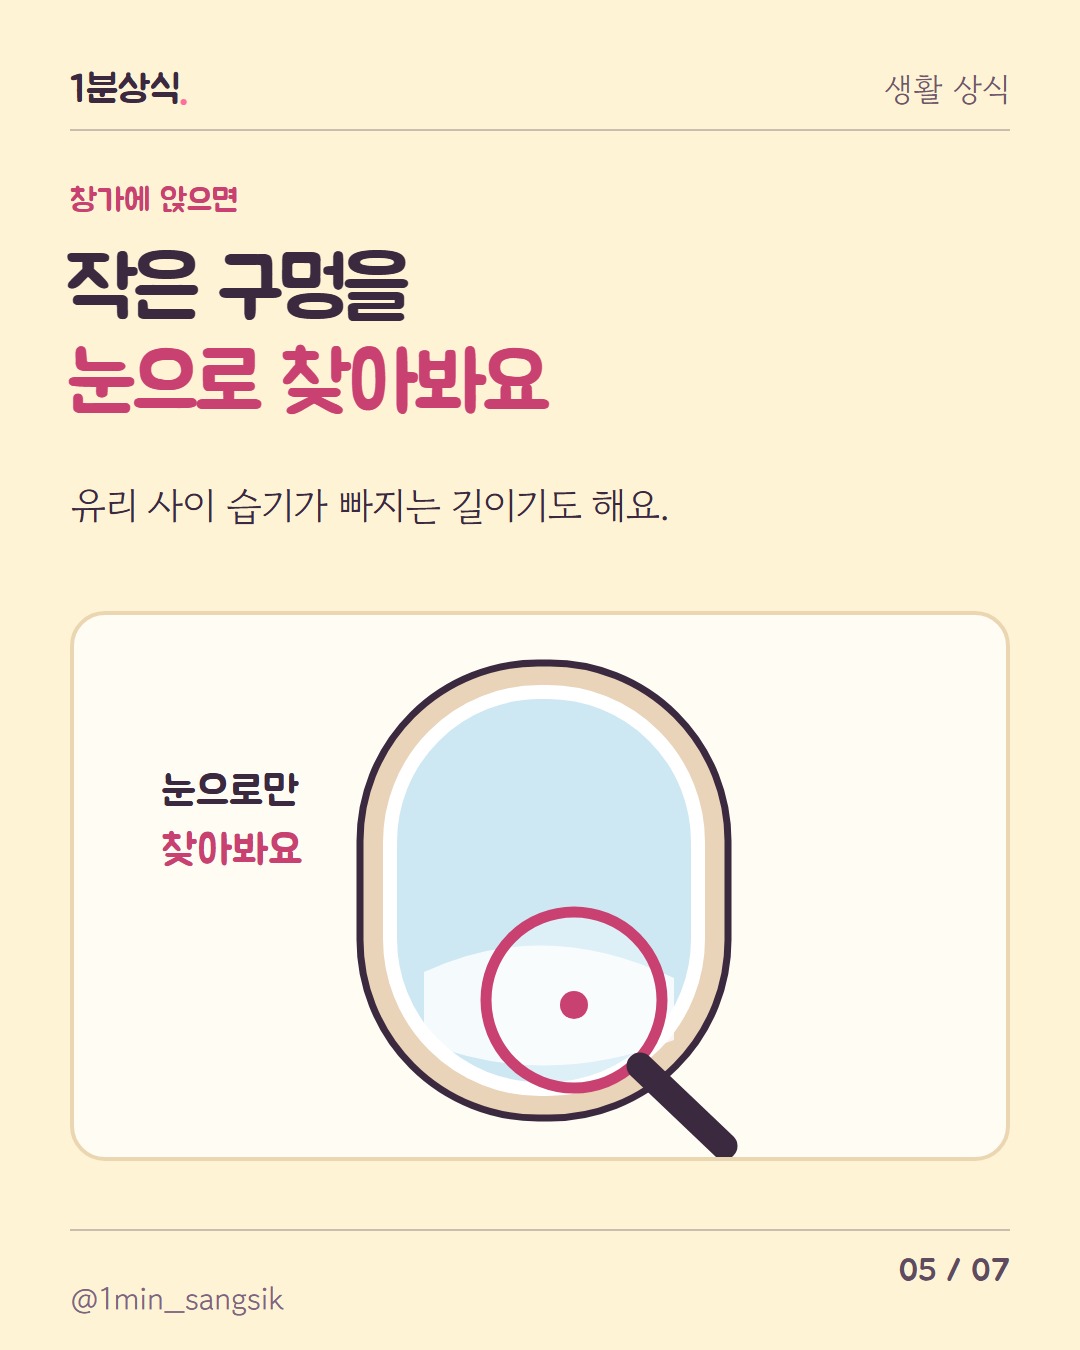 1분상식.
생활 상식
창가에 앉으면
작은 구멍을
눈으로 찾아봐요
유리 사이 습기가 빠지는 길이기도 해요.
눈으로만
찾아봐요
05 / 07
@1min_sangsik